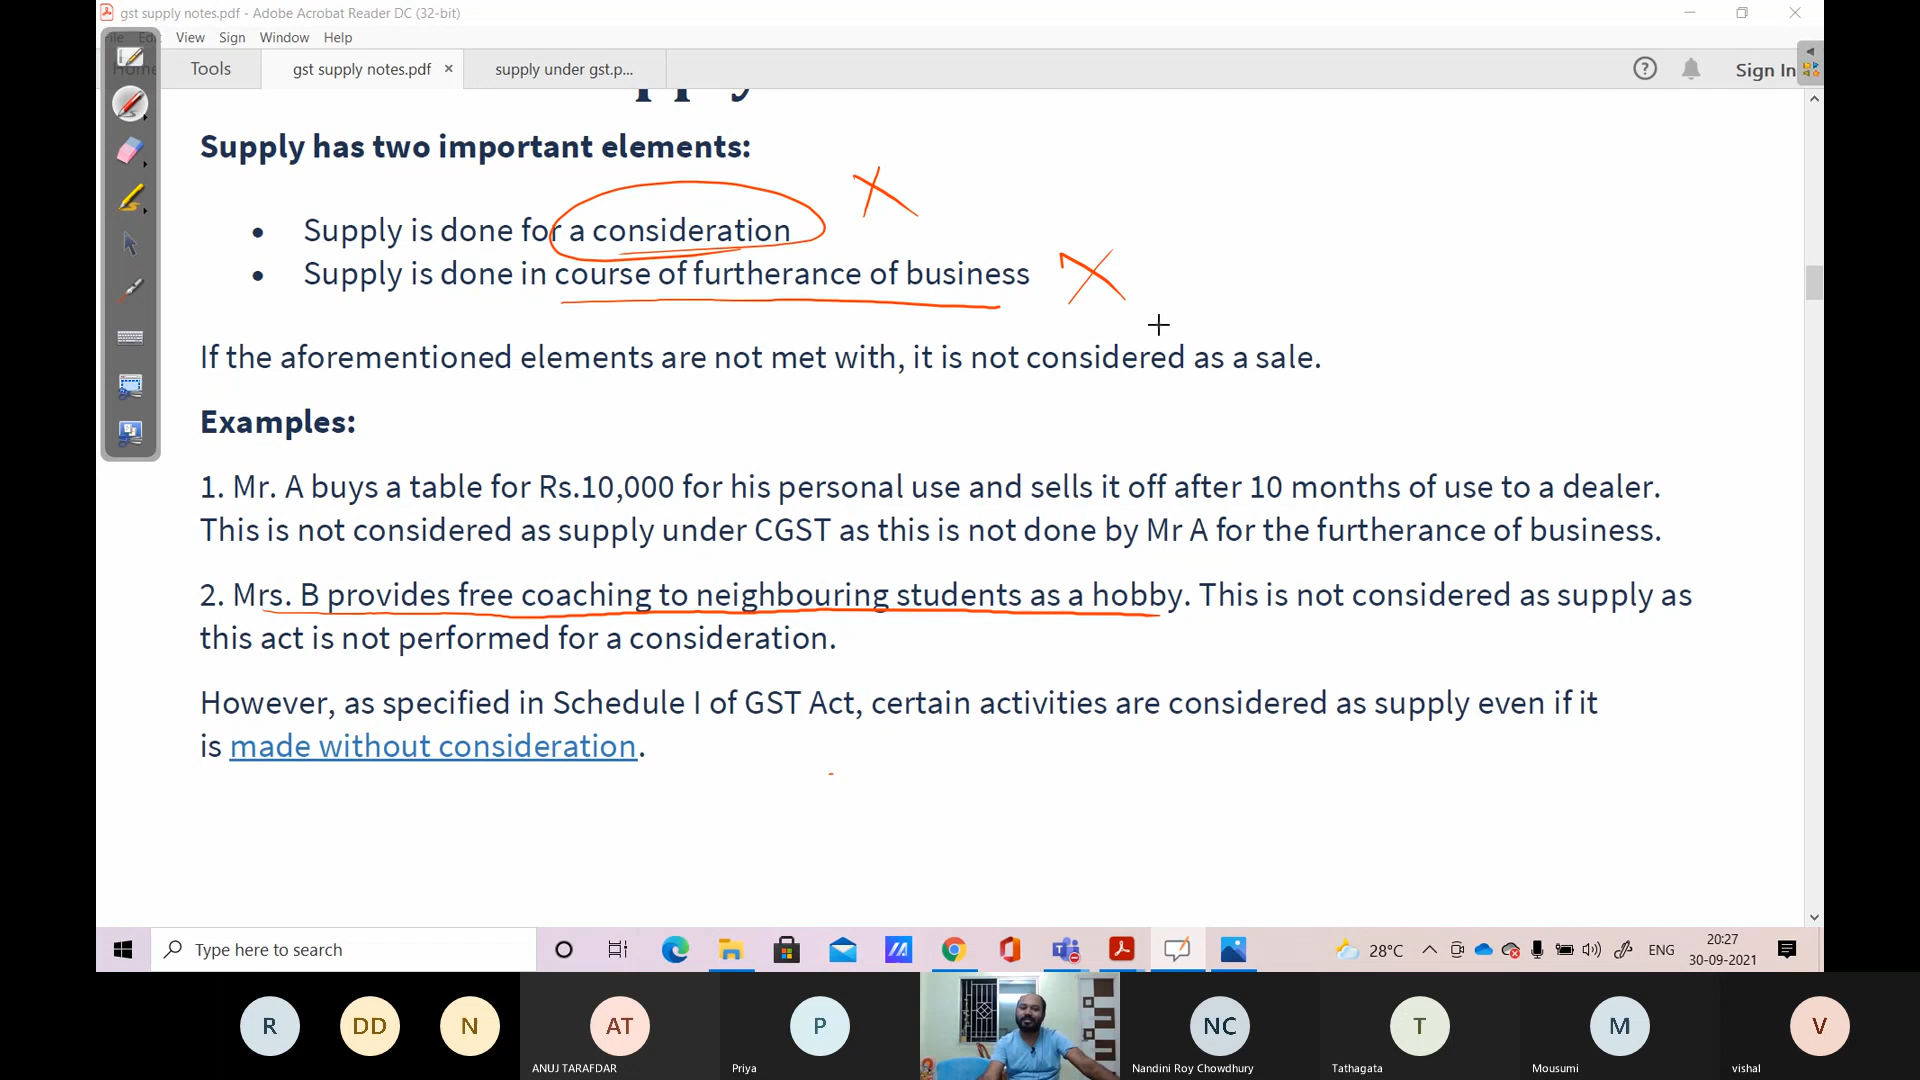 gst supply notes.pdf - Adobe Acrobat Reader DC (32-bit)
View Sign Window Help
Tools gst supply notes.pdf × supply under gst.p... Sign In
Supply has two important elements:
• Supply is done for a consideration
• Supply is done in course of furtherance of business
If the aforementioned elements are not met with, it is not considered as a sale.
Examples:
1. Mr. A buys a table for Rs.10,000 for his personal use and sells it off after 10 months of use to a dealer.
This is not considered as supply under CGST as this is not done by Mr A for the furtherance of business.
2. Mrs. B provides free coaching to neighbouring students as a hobby. This is not considered as supply as
this act is not performed for a consideration.
However, as specified in Schedule I of GST Act, certain activities are considered as supply even if it
is made without consideration.
Type here to search 28°C ENG 20:27
30-09-2021
R DD N AT P NC T M V
ANUJ TARAFDAR Priya Nandini Roy Chowdhury Tathagata Mousumi vishal